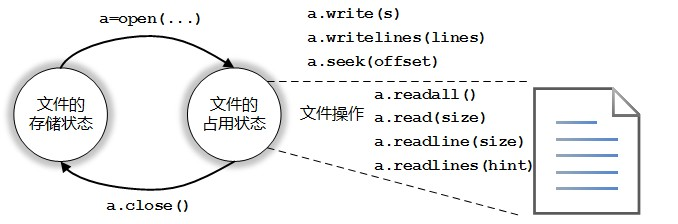 a=open(...)
文件的
存储状态
文件的
占用状态
a.close()
a.write(s)
a.writelines(lines)
a.seek(offset)
文件操作
a.readall()
a.read(size)
a.readline(size)
a.readlines(hint)